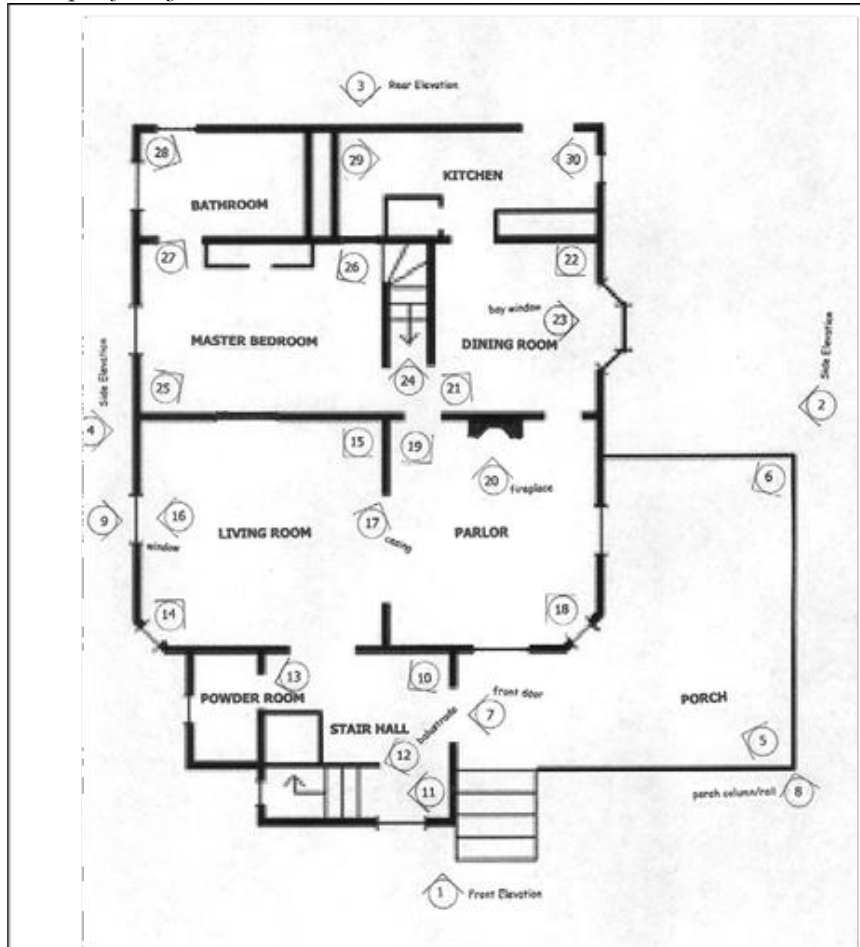 3 Rear Elevation
28
29
30
KITCHEN
BATHROOM
27
26
22
bay window
23
MASTER BEDROOM
DINING ROOM
Side Elevation
Side Elevation
24
21
25
2
4
15
19
6
20
fireplace
9
16
17
LIVING ROOM
PARLOR
window
casing
14
18
13
10
front door
POWDER ROOM
7
PORCH
balustrade
STAIR HALL
12
5
11
porch column/rail
8
1 Front Elevation